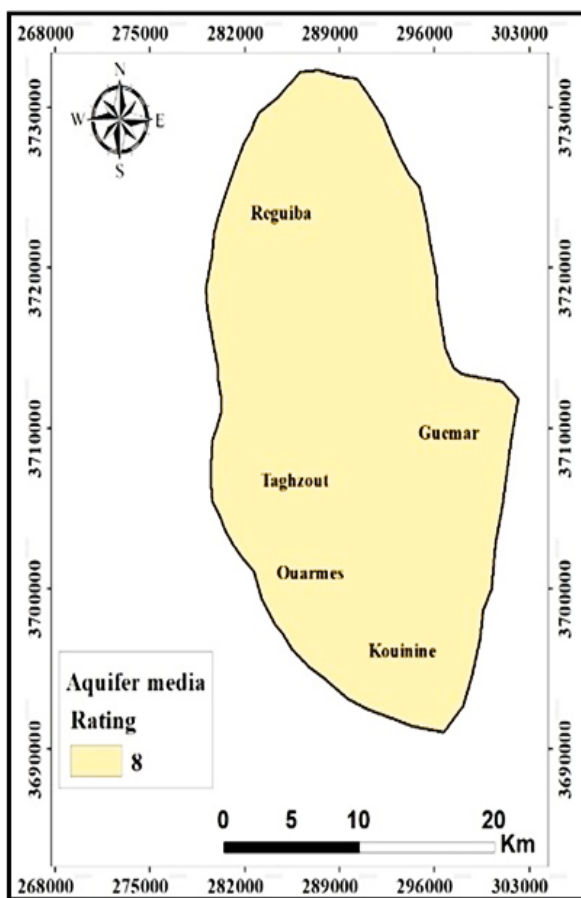 268000 275000 282000 289000 296000 303000
N
W E
S
3730000 3730000
Reguiba
3720000 3720000
3710000 3710000
Guemar
Taghzout
Ouarmes
3700000 3700000
Kouinine
Aquifer media
Rating
8
3690000 3690000
0 5 10 20
Km
268000 275000 282000 289000 296000 303000